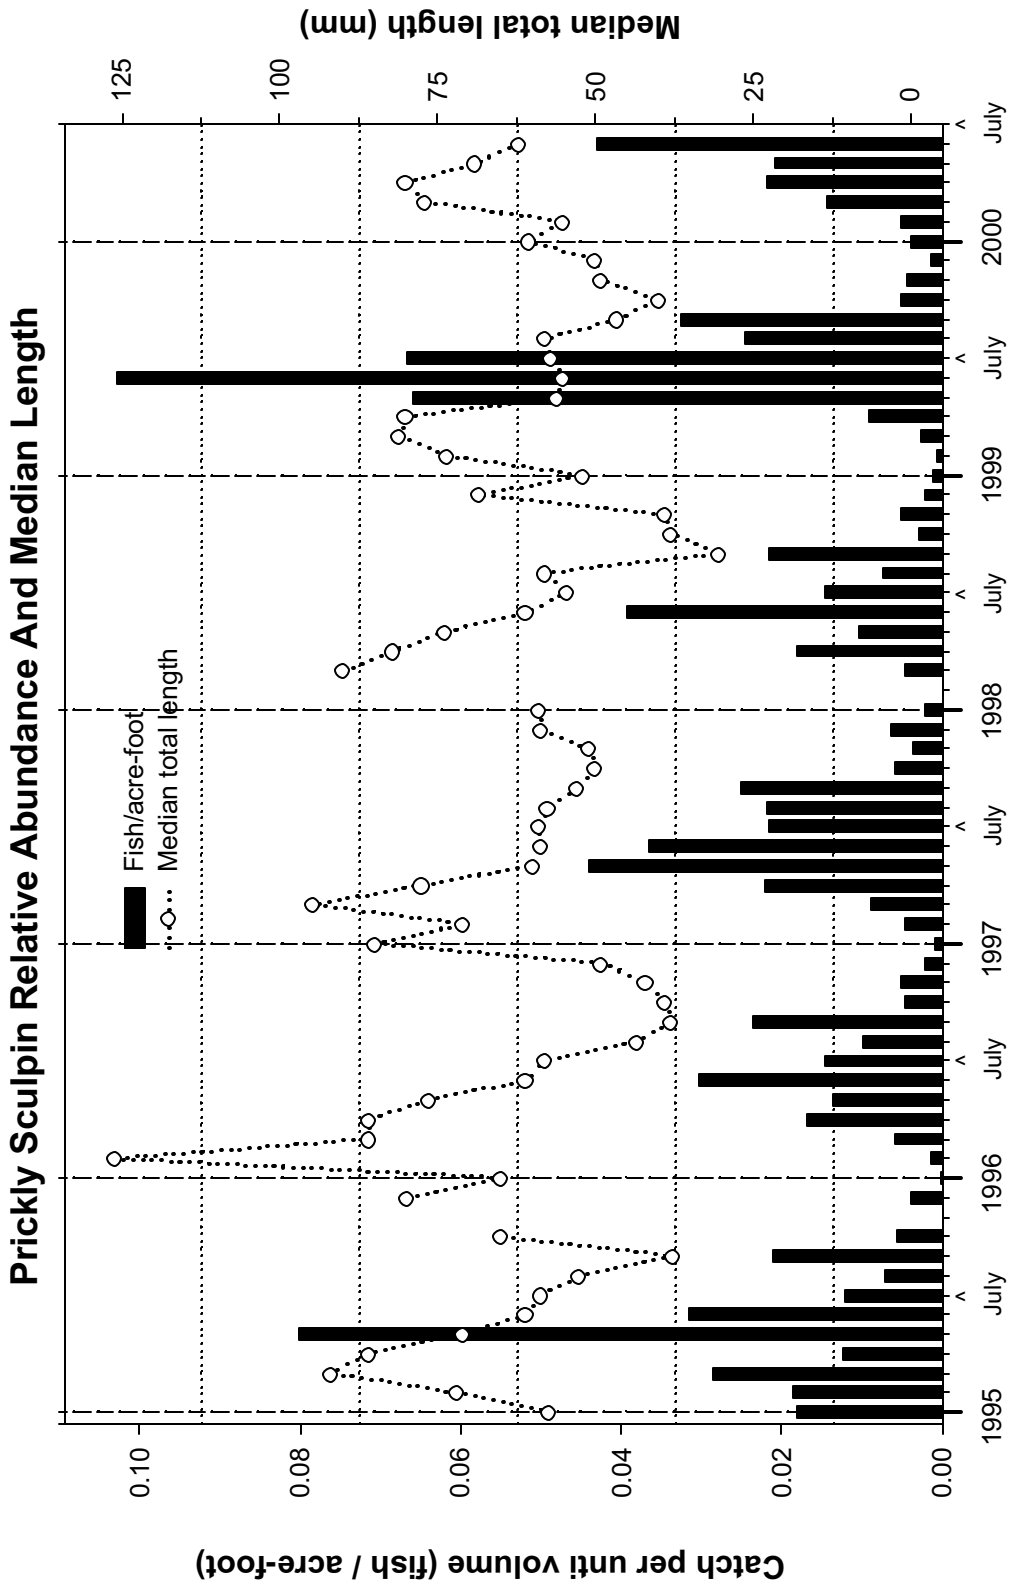 Prickly Sculpin Relative Abundance And Median Length
Fish/acre-foot
Median total length
Catch per unti volume (fish / acre-foot)
0.10
0.08
0.06
0.04
0.02
0.00
Median total length (mm)
125
100
75
50
25
0
< < < < < <
1995 July 1996 July 1997 July 1998 July 1999 July 2000 July